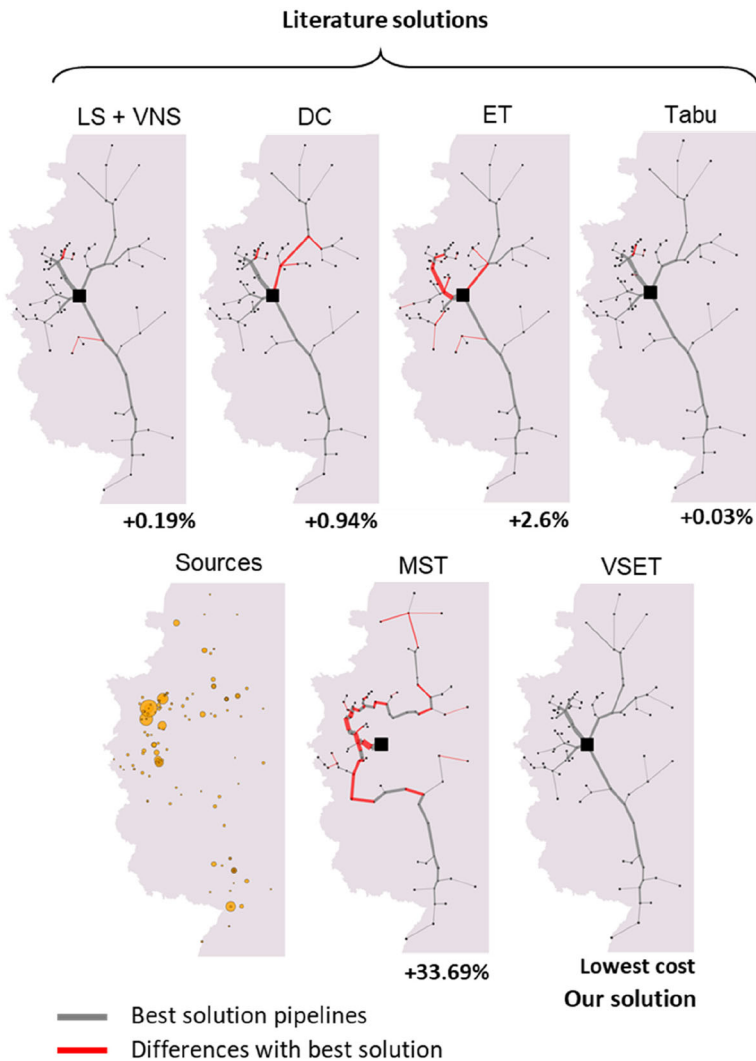 Literature solutions
LS + VNS
DC
ET
Tabu
+0.19%
+0.94%
+2.6%
+0.03%
Sources
MST
VSET
+33.69%
Lowest cost
Our solution
Best solution pipelines
Differences with best solution